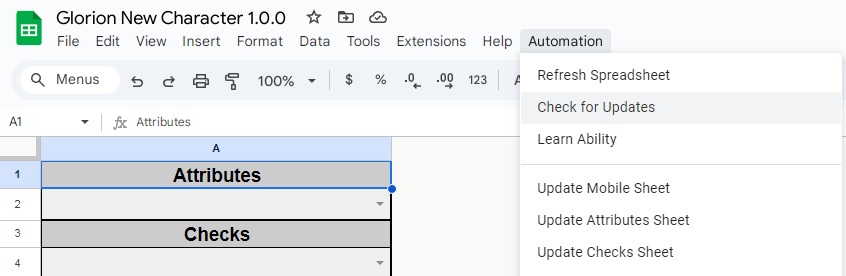 Glorion New Character 1.0.0
File Edit View Insert Format Data Tools Extensions Help Automation
Menus 100% $ % .0 .00 123
A1 fx Attributes
A
1 Attributes
2
3 Checks
4
Refresh Spreadsheet
Check for Updates
Learn Ability
Update Mobile Sheet
Update Attributes Sheet
Update Checks Sheet